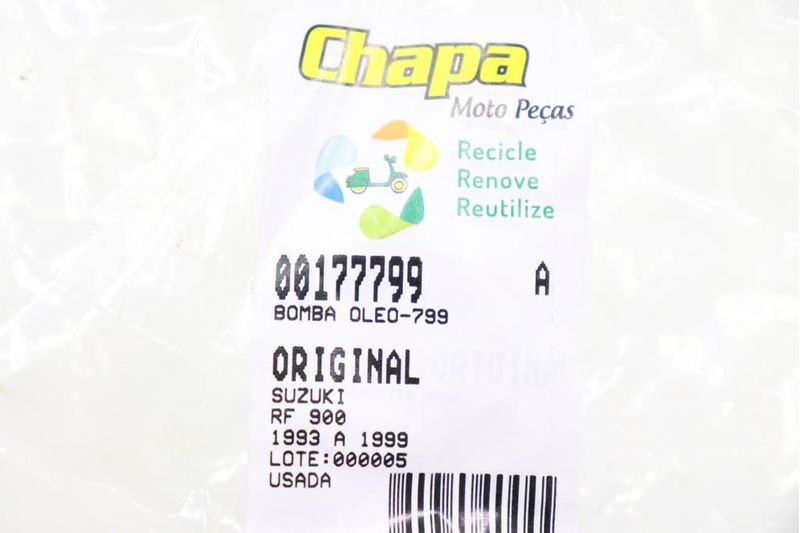 Chapa
Moto Peças
Recicle
Renove
Reutilize
00177799 A
BOMBA OLEO-799
ORIGINAL
SUZUKI
RF 900
1993 A 1999
LOTE:000005
USADA
ORIGINAL